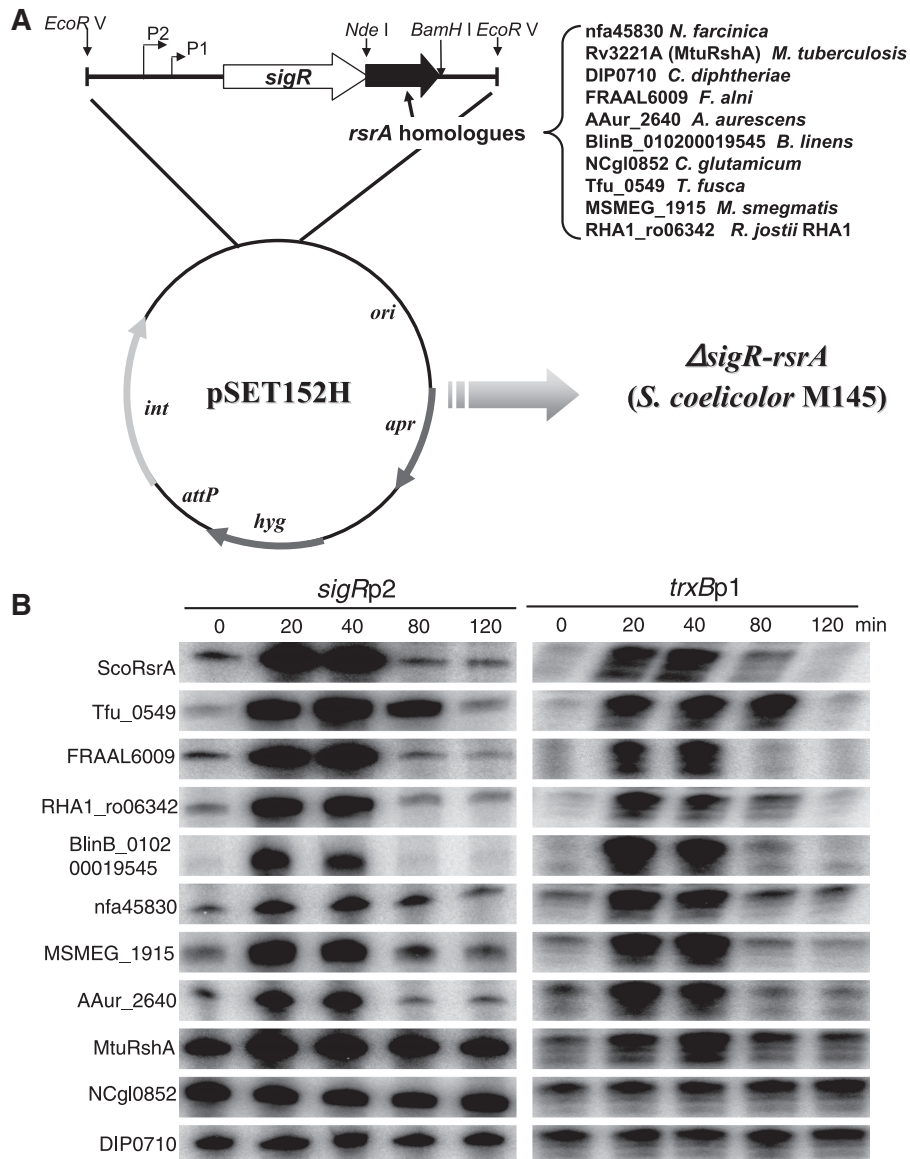 A
EcoR V
P2
P1
Nde I
BamH I
EcoR V
sigR
rsrA homologues
nfa45830 N. farcinica
Rv3221A (MtuRshA) M. tuberculosis
DIP0710 C. diphtheriae
FRAAL6009 F. alni
AAur_2640 A. aurescens
BlinB_010200019545 B. linens
NCgl0852 C. glutamicum
Tfu_0549 T. fusca
MSMEG_1915 M. smegmatis
RHA1_ro06342 R. jostii RHA1
ori
pSET152H
int
apr
attP
hyg
ΔsigR-rsrA
(S. coelicolor M145)
B
sigRp2
trxBp1
0 20 40 80 120
0 20 40 80 120 min
ScoRsrA
Tfu_0549
FRAAL6009
RHA1_ro06342
BlinB_0102
00019545
nfa45830
MSMEG_1915
AAur_2640
MtuRshA
NCgl0852
DIP0710